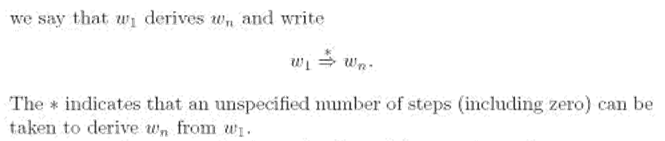 we say that w₁ derives wₙ and write
w₁ ⇒* wₙ.
The * indicates that an unspecified number of steps (including zero) can be
taken to derive wₙ from w₁.